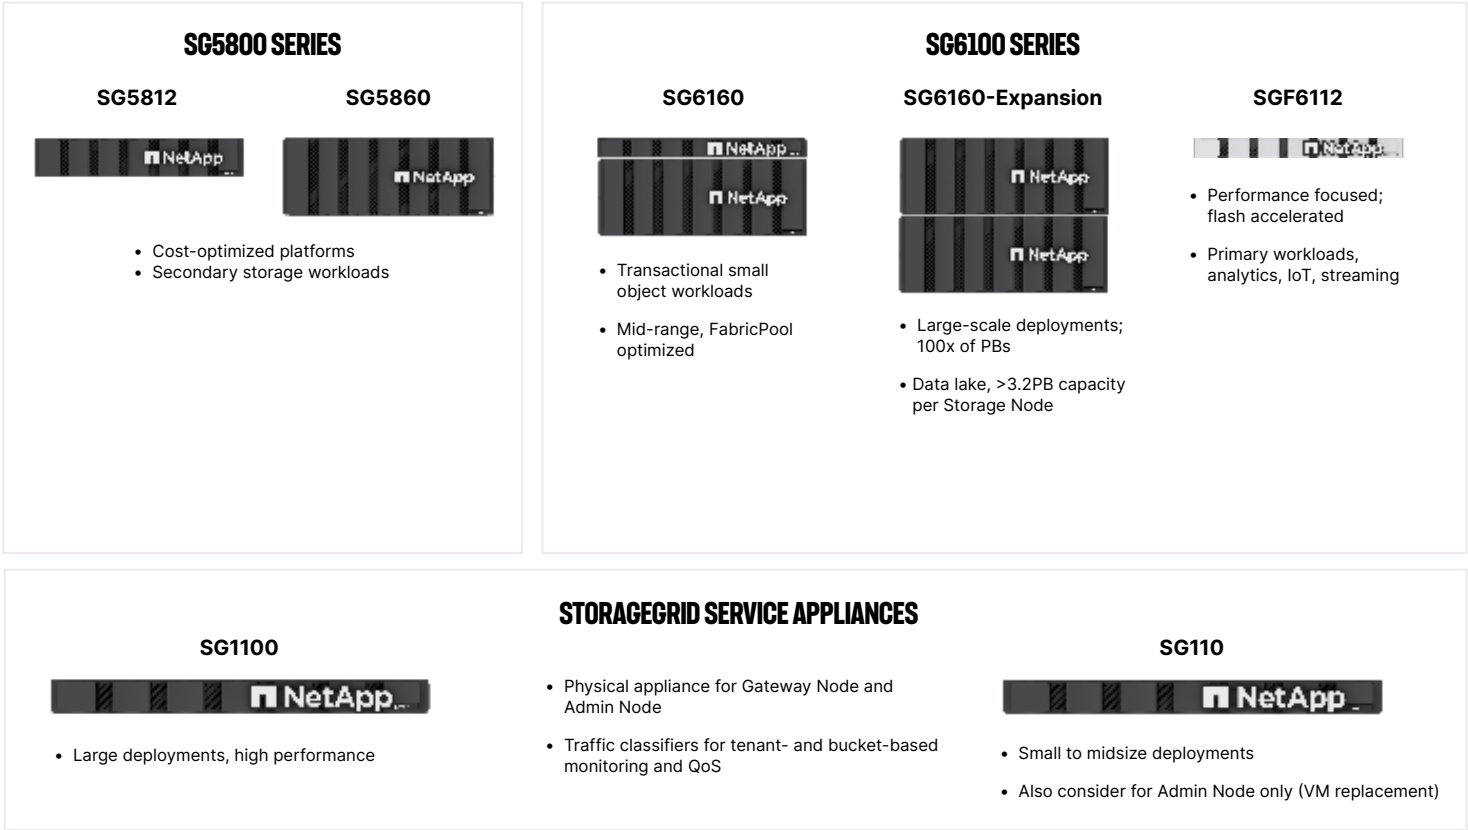 SG5800 SERIES
SG5812
SG5860
NetApp
NetApp
• Cost-optimized platforms
• Secondary storage workloads
SG6100 SERIES
SG6160
NetApp
NetApp
• Transactional small
object workloads
• Mid-range, FabricPool
optimized
SG6160-Expansion
NetApp
NetApp
• Large-scale deployments;
100x of PBs
• Data lake, >3.2PB capacity
per Storage Node
SGF6112
NetApp
• Performance focused;
flash accelerated
• Primary workloads,
analytics, IoT, streaming
STORAGEGRID SERVICE APPLIANCES
SG1100
NetApp
• Large deployments, high performance
• Physical appliance for Gateway Node and
Admin Node
• Traffic classifiers for tenant- and bucket-based
monitoring and QoS
SG110
NetApp
• Small to midsize deployments
• Also consider for Admin Node only (VM replacement)